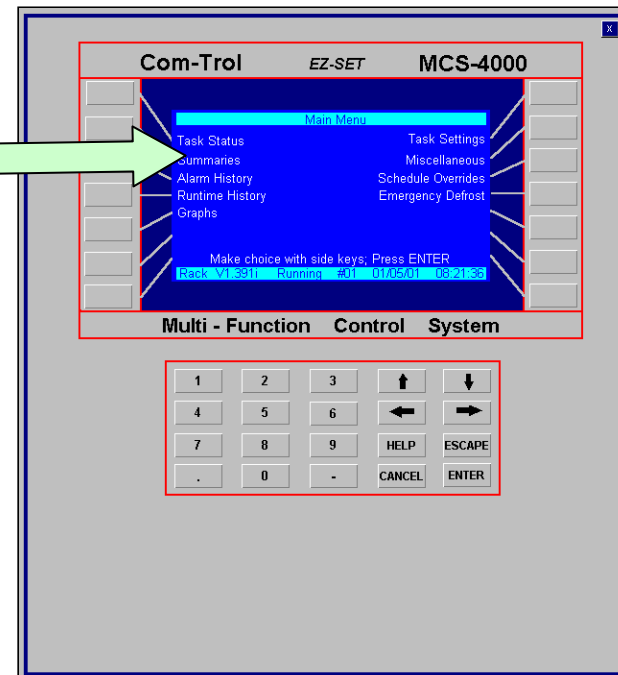 X
Com-Trol EZ-SET MCS-4000
Main Menu
Task Status Task Settings
Summaries Miscellaneous
Alarm History Schedule Overrides
Runtime History Emergency Defrost
Graphs
Make choice with side keys; Press ENTER
Rack V1.391i Running #01 01/05/01 08:21:36
Multi - Function Control System
1 2 3
4 5 6
7 8 9 HELP ESCAPE
. 0 - CANCEL ENTER